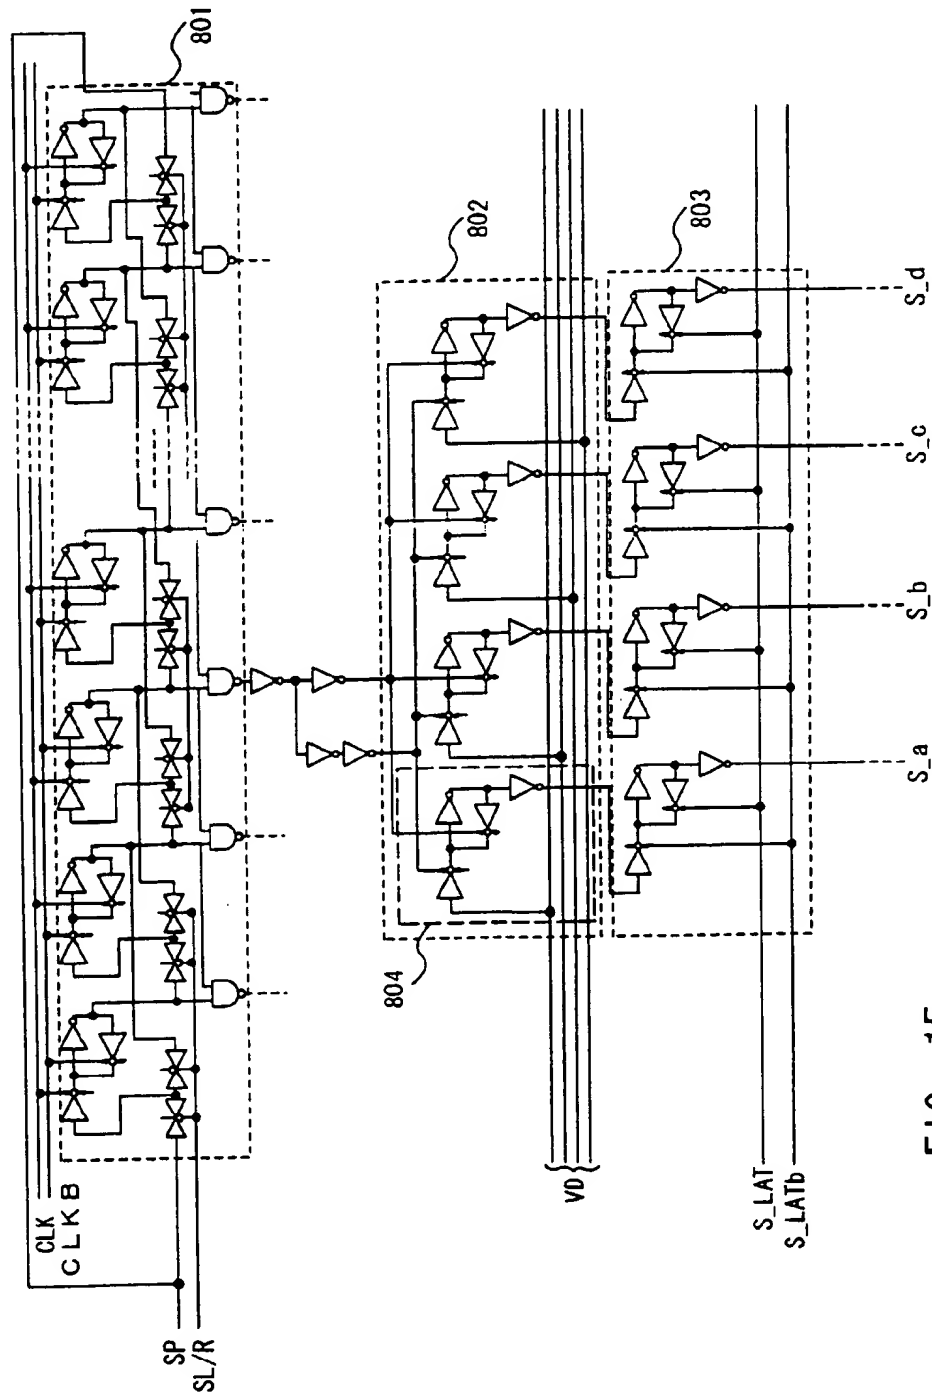 801
CLK
CLKB
SP
SL/R
802
804
VD
803
S_LAT
S_LATb
S_a
S_b
S_c
S_d